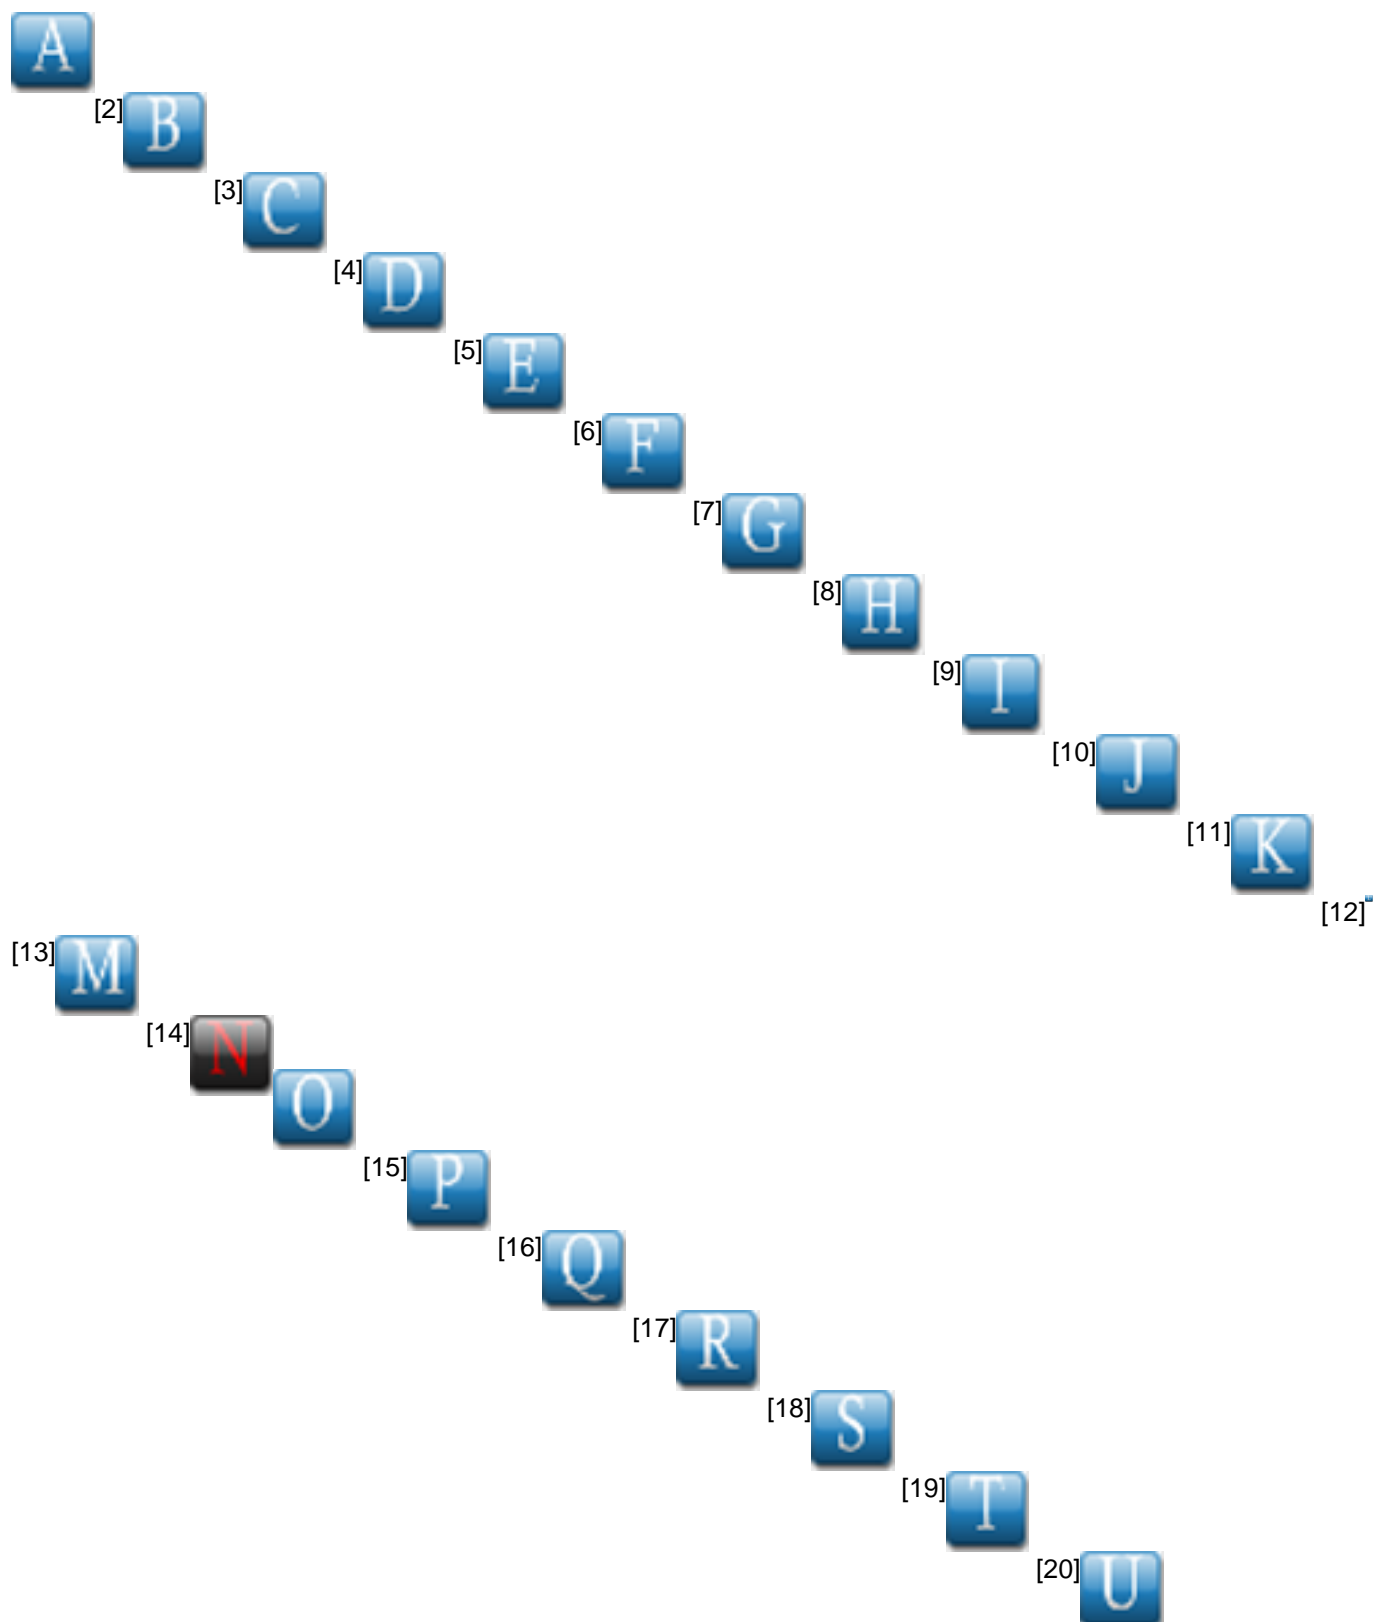 A
[2] B
[3] C
[4] D
[5] E
[6] F
[7] G
[8] H
[9] I
[10] J
[11] K
[12]
[13] M
[14] N
O
[15] P
[16] Q
[17] R
[18] S
[19] T
[20] U